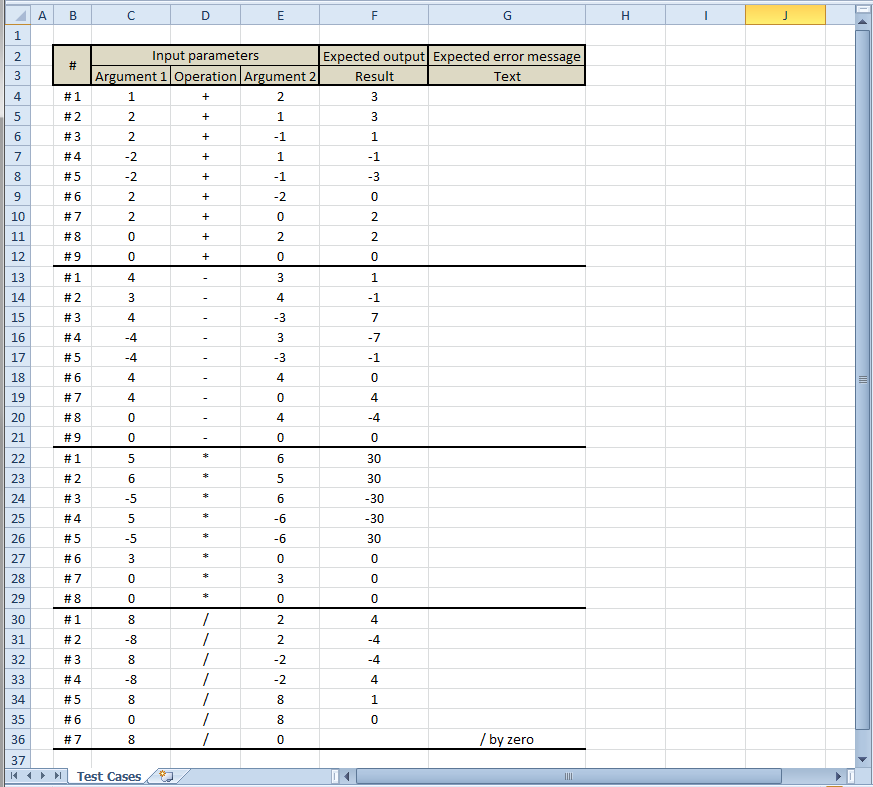 A B C D E F G H I J
1
2 # Input parameters Expected output Expected error message
3 Argument 1 Operation Argument 2 Result Text
4 #1 1 + 2 3
5 #2 2 + 1 3
6 #3 2 + -1 1
7 #4 -2 + 1 -1
8 #5 -2 + -1 -3
9 #6 2 + -2 0
10 #7 2 + 0 2
11 #8 0 + 2 2
12 #9 0 + 0 0
13 #1 4 - 3 1
14 #2 3 - 4 -1
15 #3 4 - -3 7
16 #4 -4 - 3 -7
17 #5 -4 - -3 -1
18 #6 4 - 4 0
19 #7 4 - 0 4
20 #8 0 - 4 -4
21 #9 0 - 0 0
22 #1 5 * 6 30
23 #2 6 * 5 30
24 #3 -5 * 6 -30
25 #4 5 * -6 -30
26 #5 -5 * -6 30
27 #6 3 * 0 0
28 #7 0 * 3 0
29 #8 0 * 0 0
30 #1 8 / 2 4
31 #2 -8 / 2 -4
32 #3 8 / -2 -4
33 #4 -8 / -2 4
34 #5 8 / 8 1
35 #6 0 / 8 0
36 #7 8 / 0 / by zero
37
Test Cases